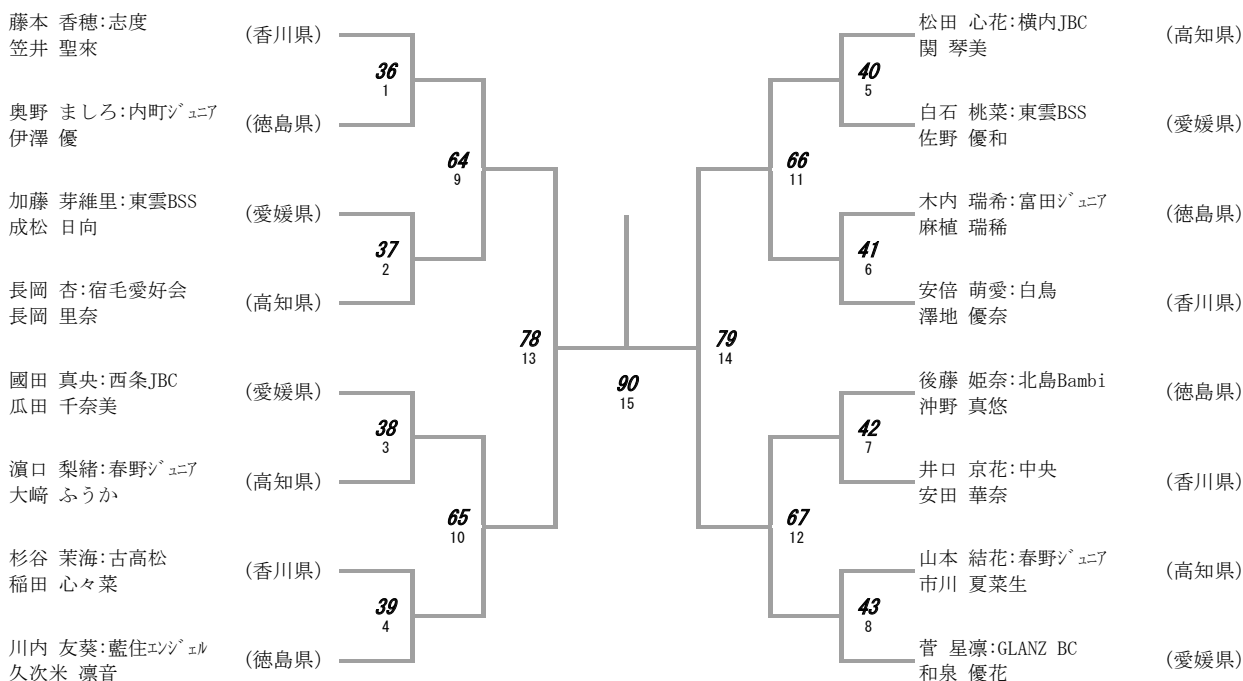 藤本 香穂:志度
笠井 聖來
(香川県)
36
1
奥野 ましろ:内町ジュニア
伊澤 優
(徳島県)
64
9
加藤 芽維里:東雲BSS
成松 日向
(愛媛県)
37
2
長岡 杏:宿毛愛好会
長岡 里奈
(高知県)
78
13
國田 真央:西条JBC
瓜田 千奈美
(愛媛県)
38
3
濵口 梨緒:春野ジュニア
大﨑 ふうか
(高知県)
65
10
杉谷 茉海:古高松
稲田 心々菜
(香川県)
39
4
川内 友葵:藍住エンジェル
久次米 凛音
(徳島県)
90
15
松田 心花:横内JBC
関 琴美
(高知県)
40
5
白石 桃菜:東雲BSS
佐野 優和
(愛媛県)
66
11
木内 瑞希:富田ジュニア
麻植 瑞稀
(徳島県)
41
6
安倍 萌愛:白鳥
澤地 優奈
(香川県)
79
14
後藤 姫奈:北島Bambi
沖野 真悠
(徳島県)
42
7
井口 京花:中央
安田 華奈
(香川県)
67
12
山本 結花:春野ジュニア
市川 夏菜生
(高知県)
43
8
菅 星凛:GLANZ BC
和泉 優花
(愛媛県)